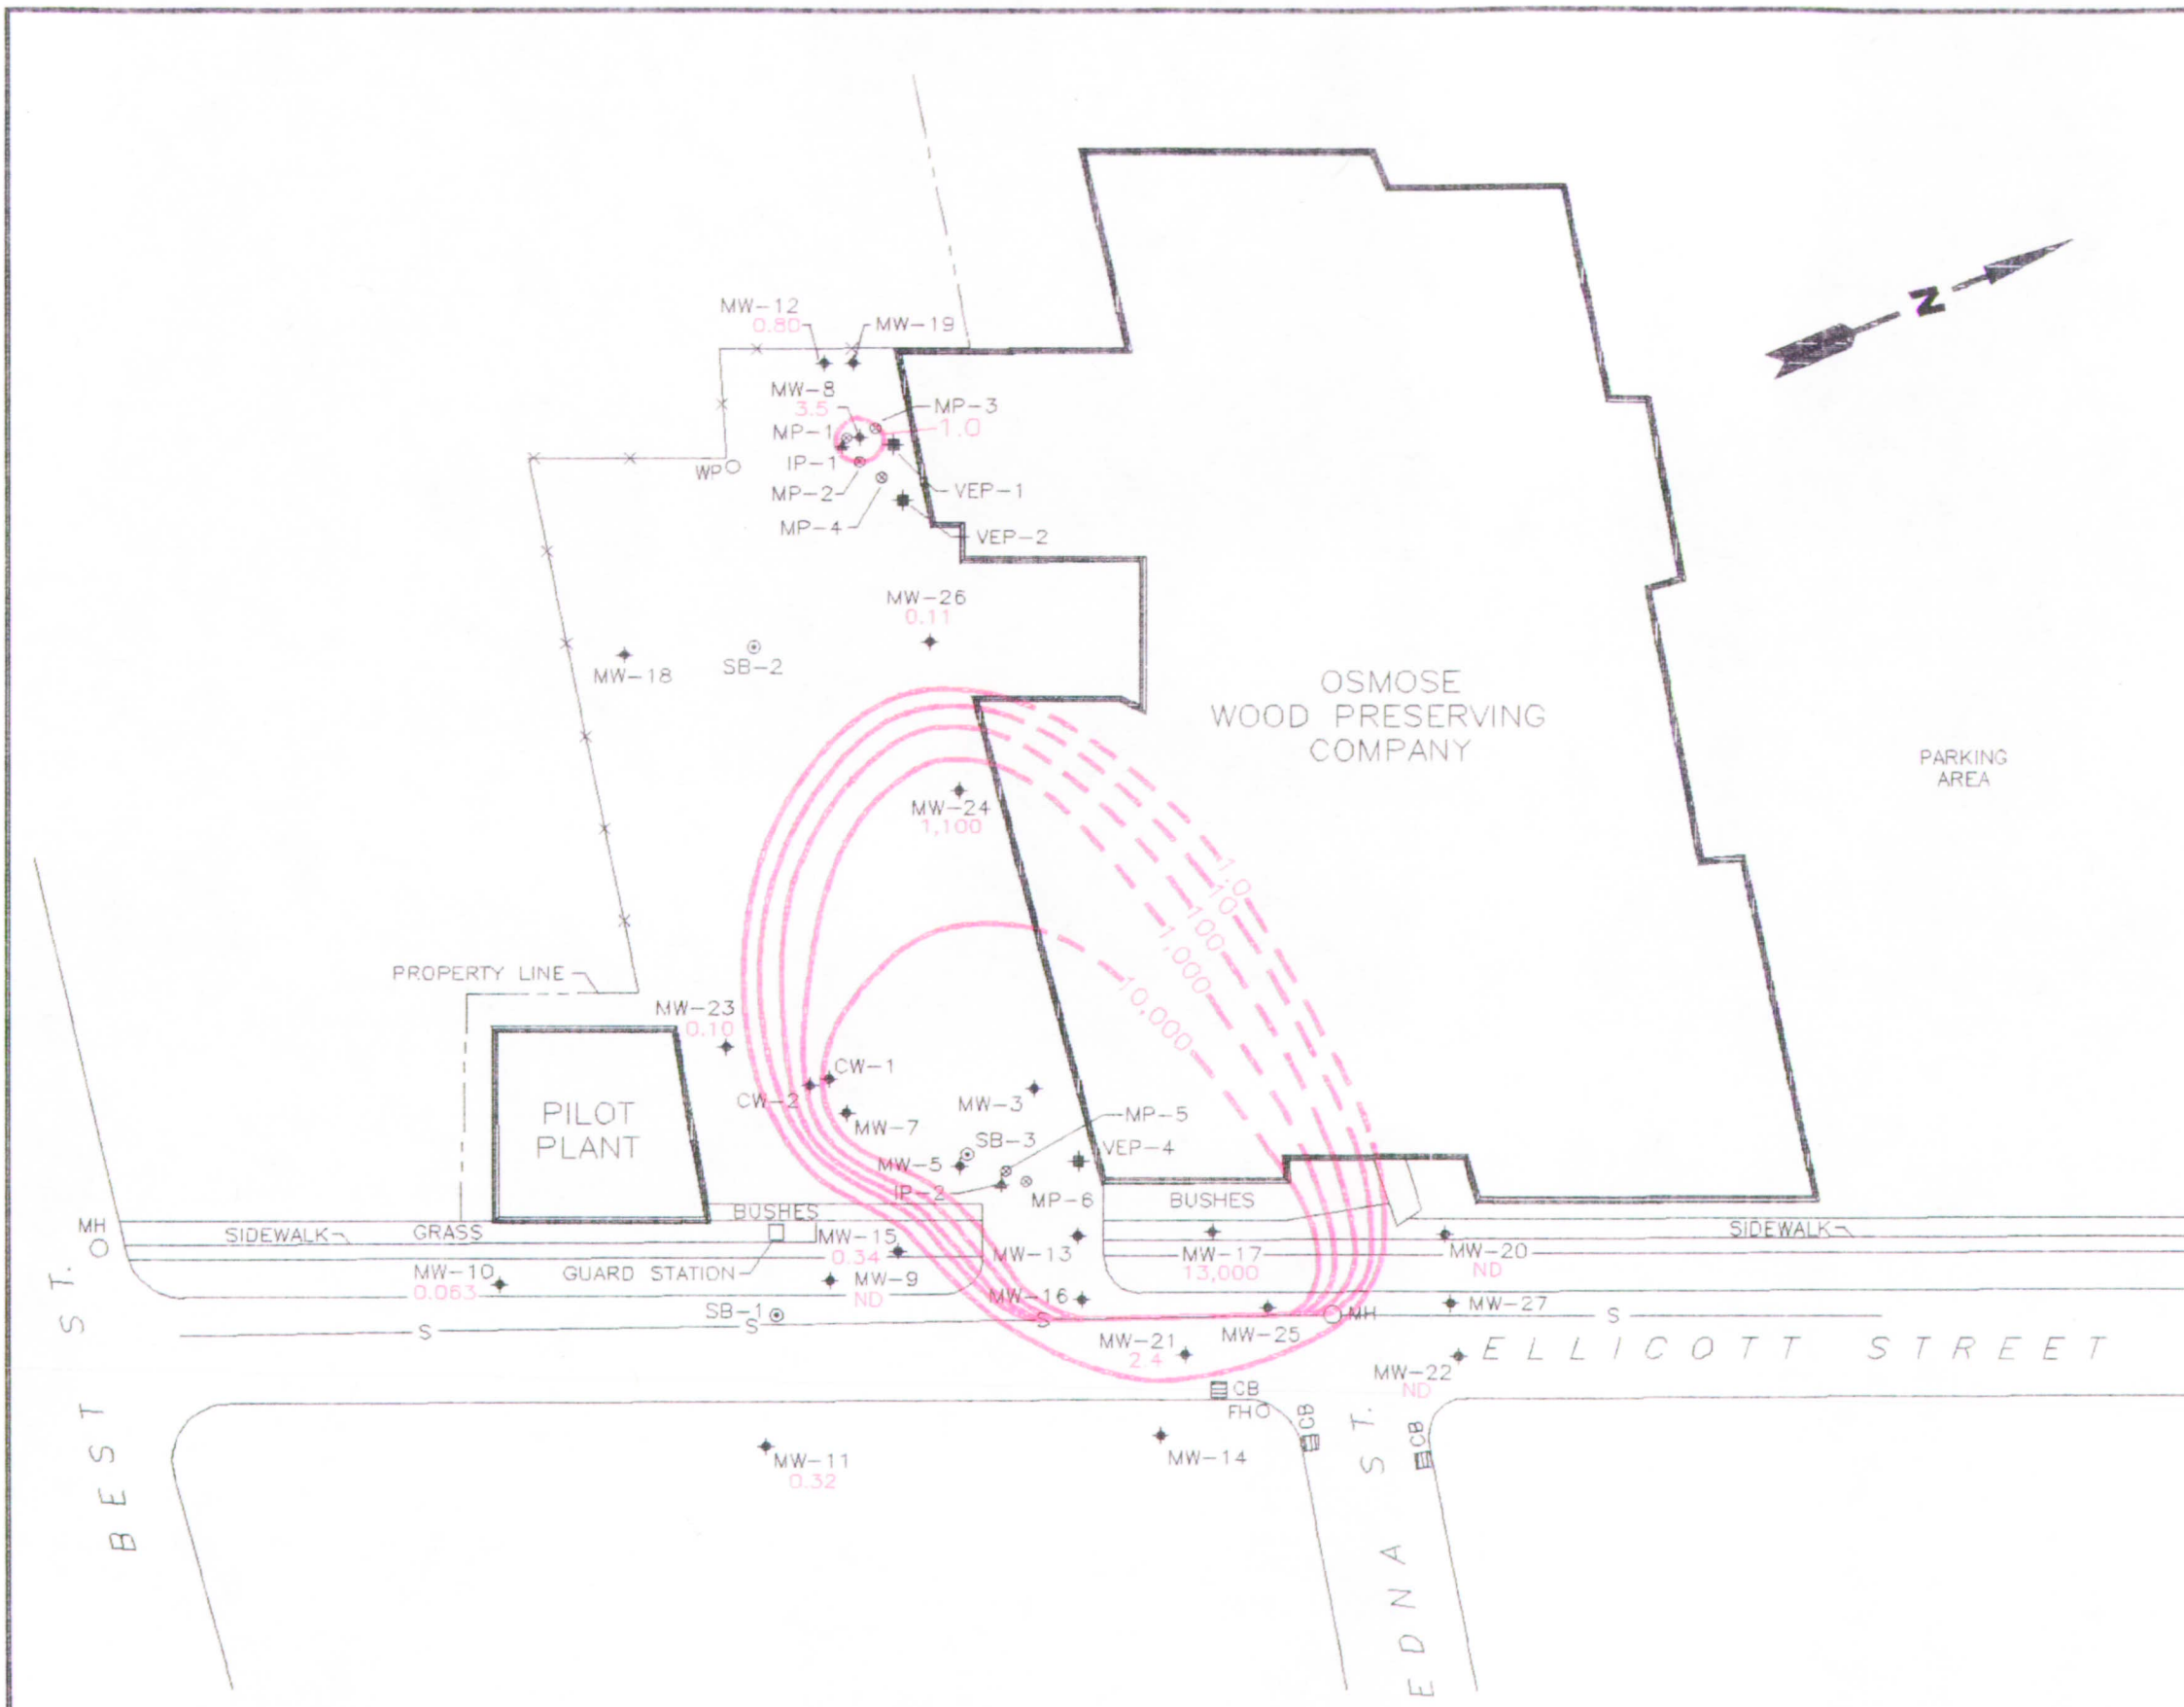 MW-12
0.80
MW-19
MW-8
3.5
MP-3
1.0
MP-1
IP-1
MP-2
MP-4
VEP-1
VEP-2
WP
N
MW-26
0.11
MW-18
SB-2
OSMOSE
WOOD PRESERVING
COMPANY
PARKING
AREA
MW-24
1,100
1.0
10
100
1,000
10,000
PROPERTY LINE
MW-23
0.10
CW-1
CW-2
MW-7
MW-3
MP-5
SB-3
VEP-4
MW-5
IP-2
MP-6
PILOT
PLANT
BUSHES
BUSHES
MH
SIDEWALK
GRASS
MW-15
0.34
MW-13
MW-17
13,000
MW-20
ND
SIDEWALK
MW-10
0.063
GUARD STATION
MW-9
ND
MW-16
MW-27
SB-1
S
S
S
MW-25
MH
S
MW-21
2.4
ELLICOTT STREET
MW-22
ND
CB
FH
CB
CB
MW-11
0.32
MW-14
BEST ST.
EDNA ST.